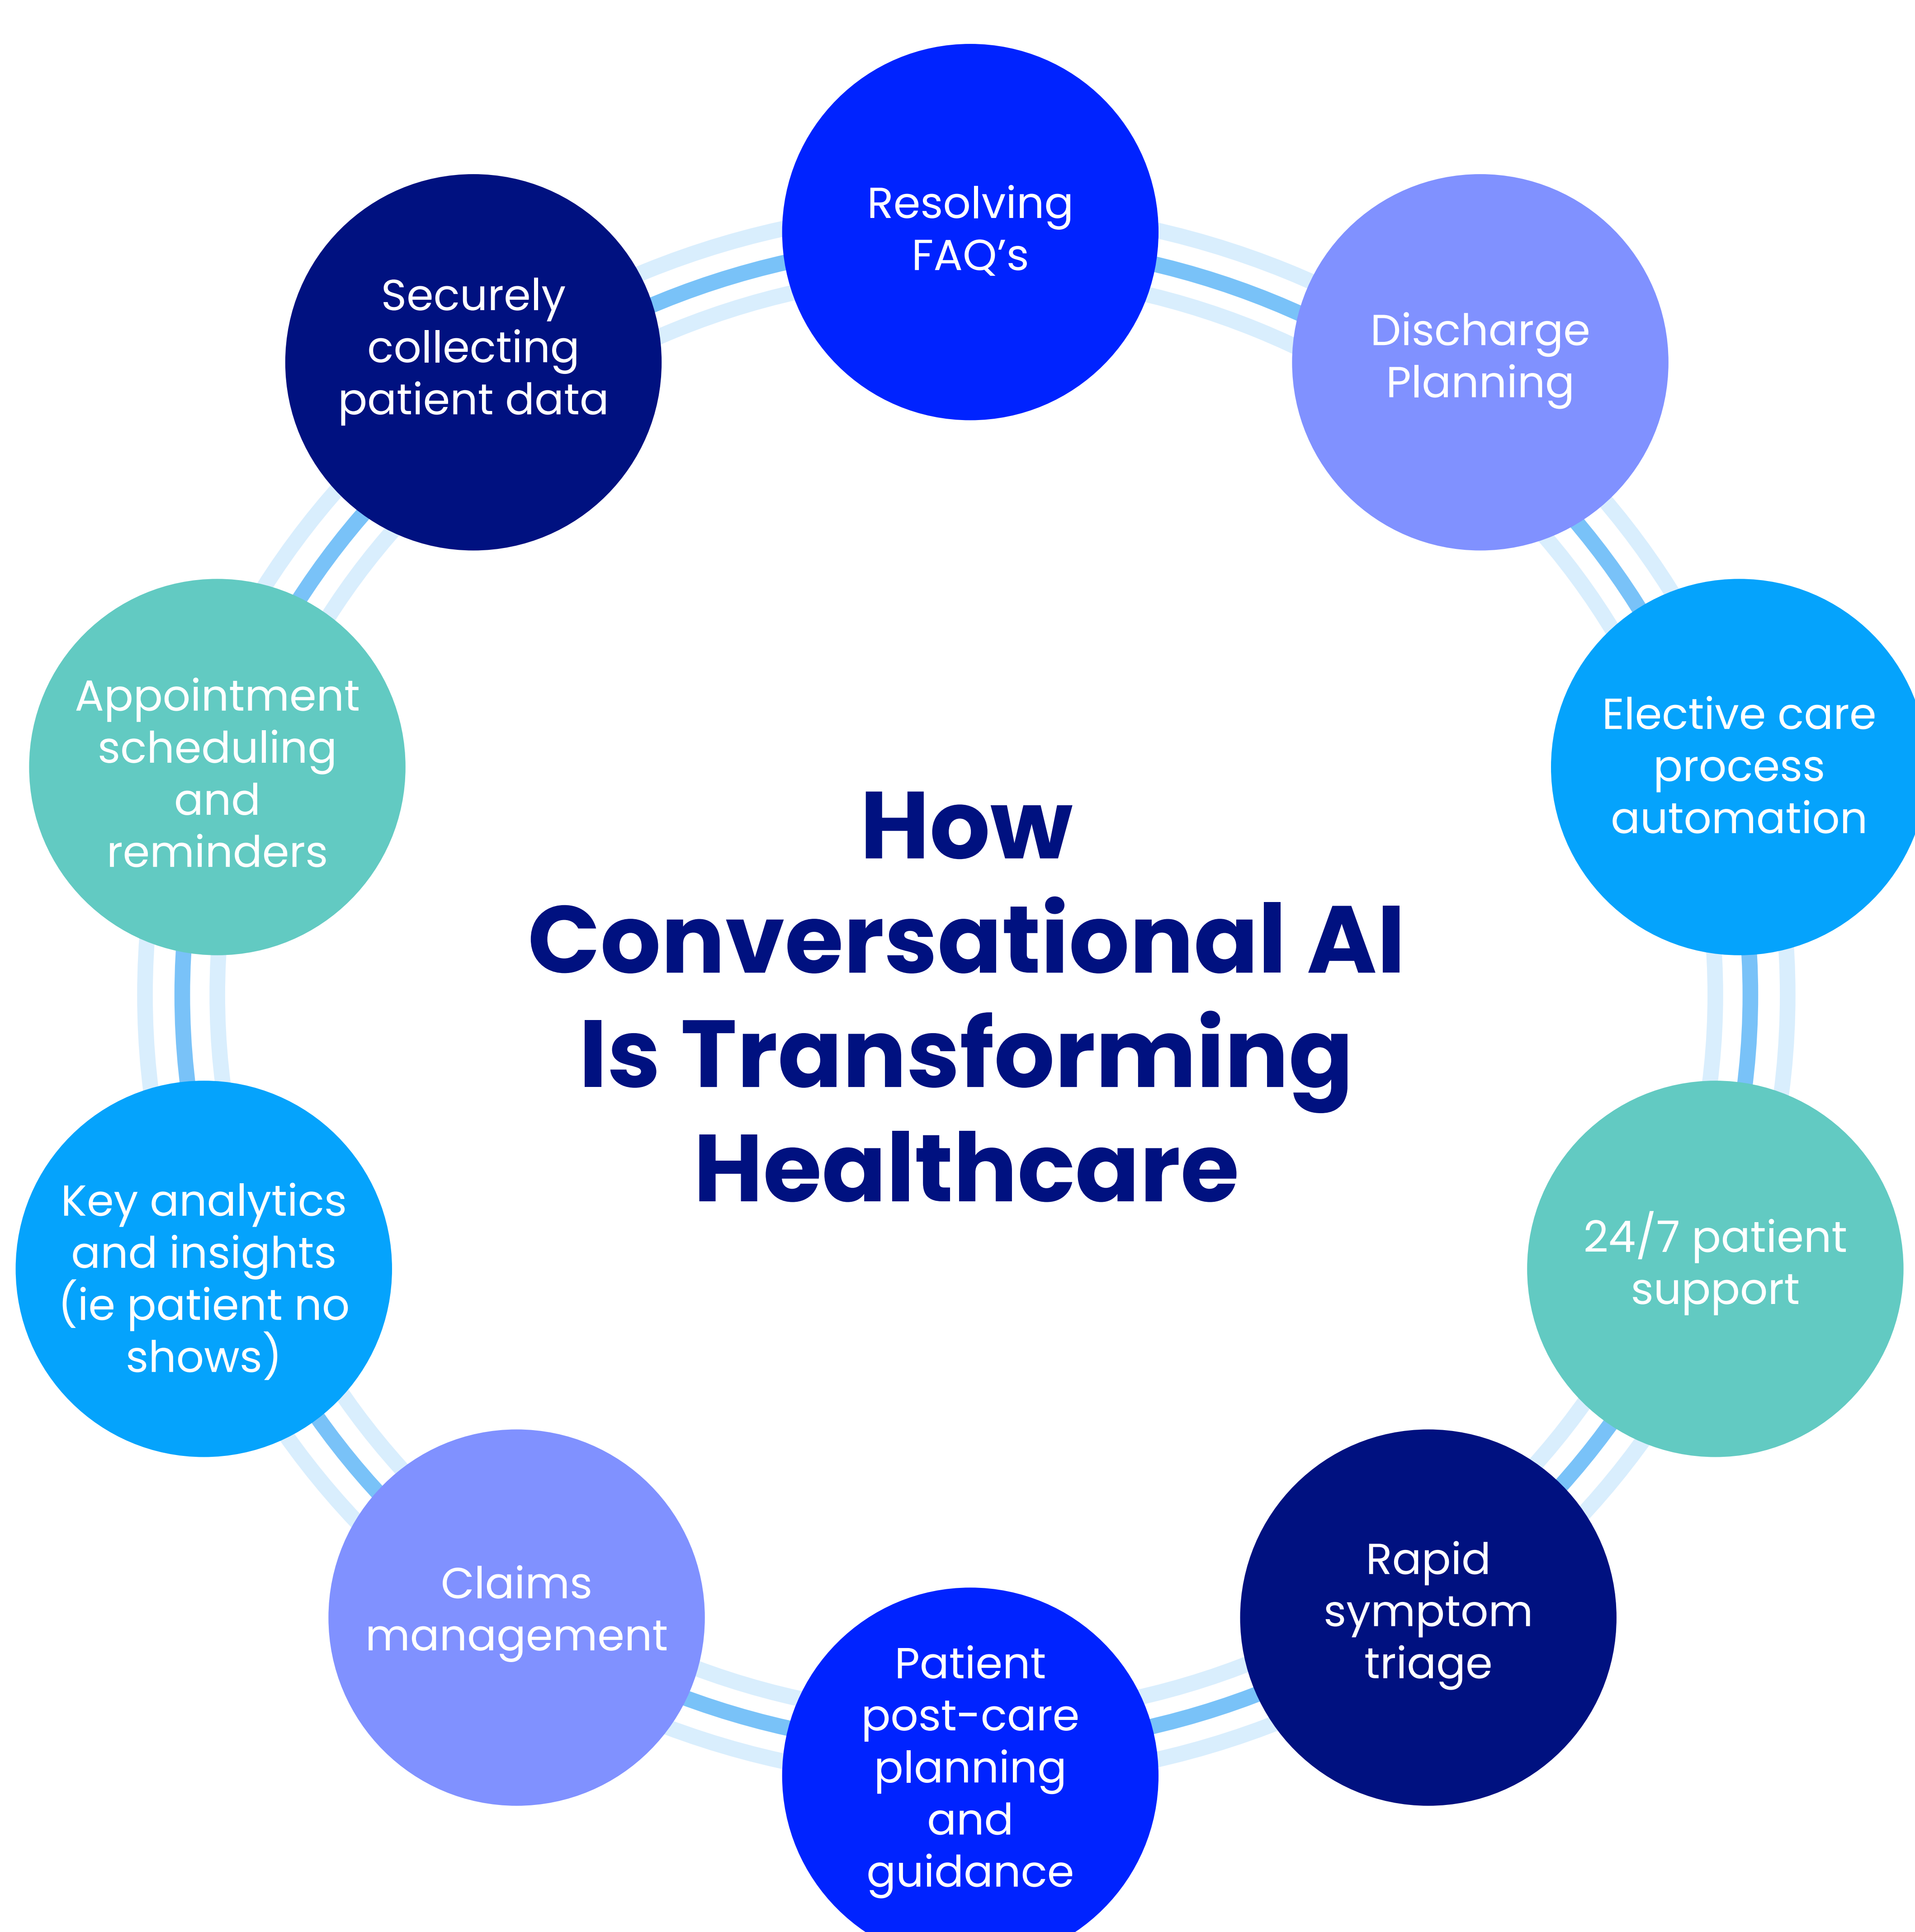 Resolving
FAQ’s
Discharge
Planning
Elective care
process
automation
24/7 patient
support
Rapid
symptom
triage
Patient
post-care
planning
and
guidance
Claims
management
Key analytics
and insights
(ie patient no
shows)
Appointment
scheduling
and
reminders
Securely
collecting
patient data
How
Conversational AI
Is Transforming
Healthcare